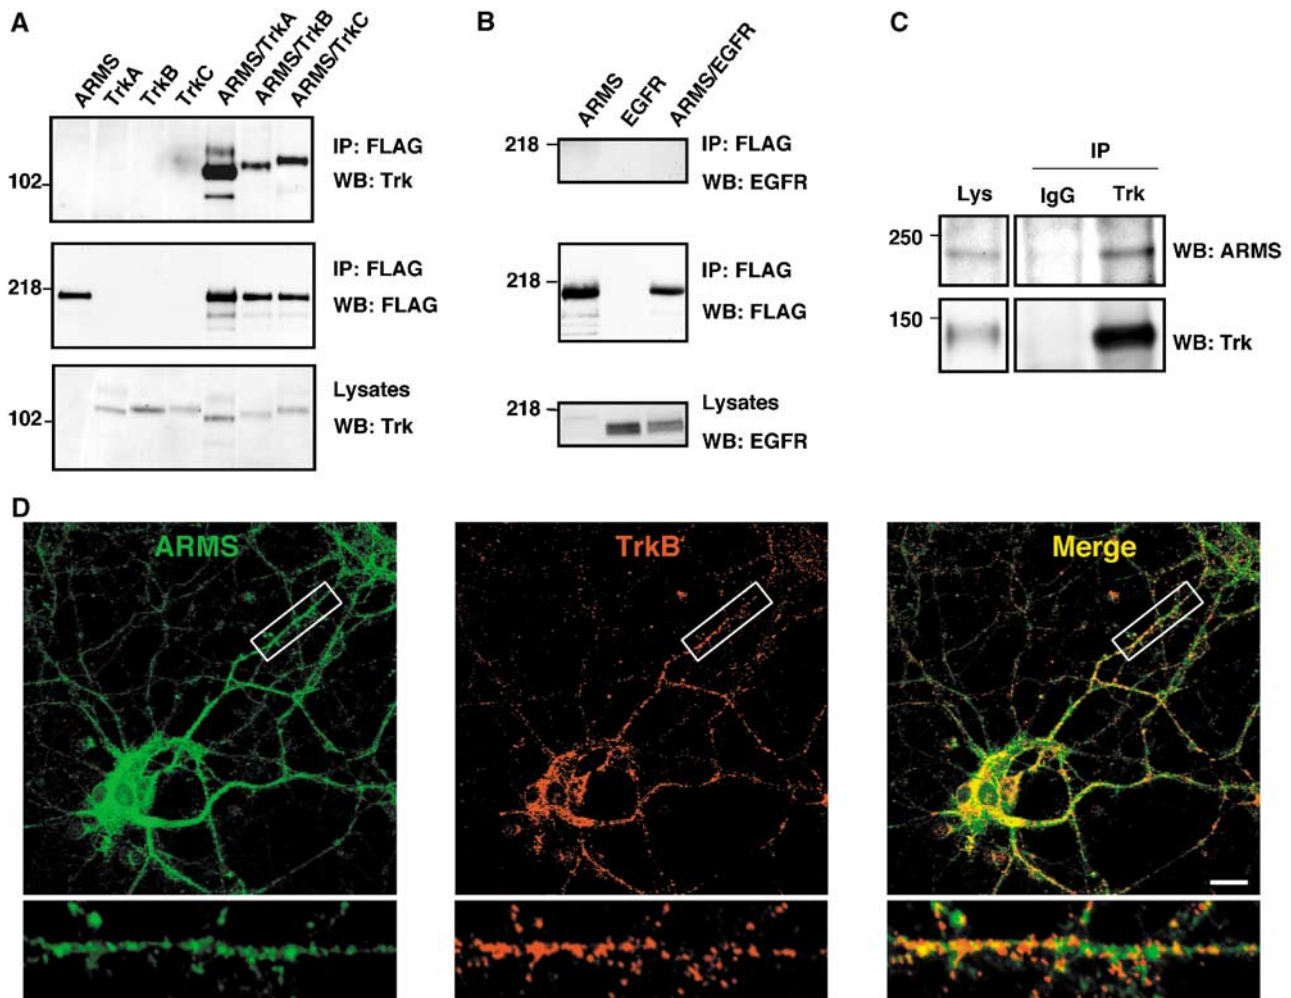 A
ARMS
TrkA
TrkB
TrkC
ARMS/TrkA
ARMS/TrkB
ARMS/TrkC
102
IP: FLAG
WB: Trk
218
IP: FLAG
WB: FLAG
102
Lysates
WB: Trk
B
ARMS
EGFR
ARMS/EGFR
218
IP: FLAG
WB: EGFR
218
IP: FLAG
WB: FLAG
218
Lysates
WB: EGFR
C
IP
Lys
IgG
Trk
250
WB: ARMS
150
WB: Trk
D
ARMS
TrkB
Merge